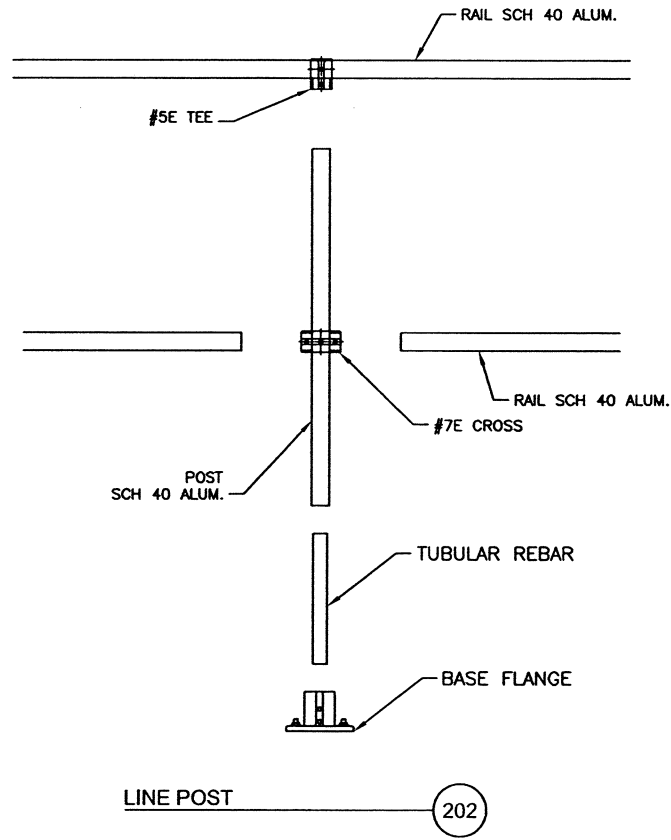 RAIL SCH 40 ALUM.
#5E TEE
RAIL SCH 40 ALUM.
#7E CROSS
POST
SCH 40 ALUM.
TUBULAR REBAR
BASE FLANGE
LINE POST
202